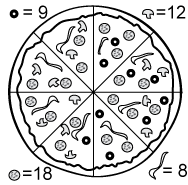 = 9
=12
=18
= 8